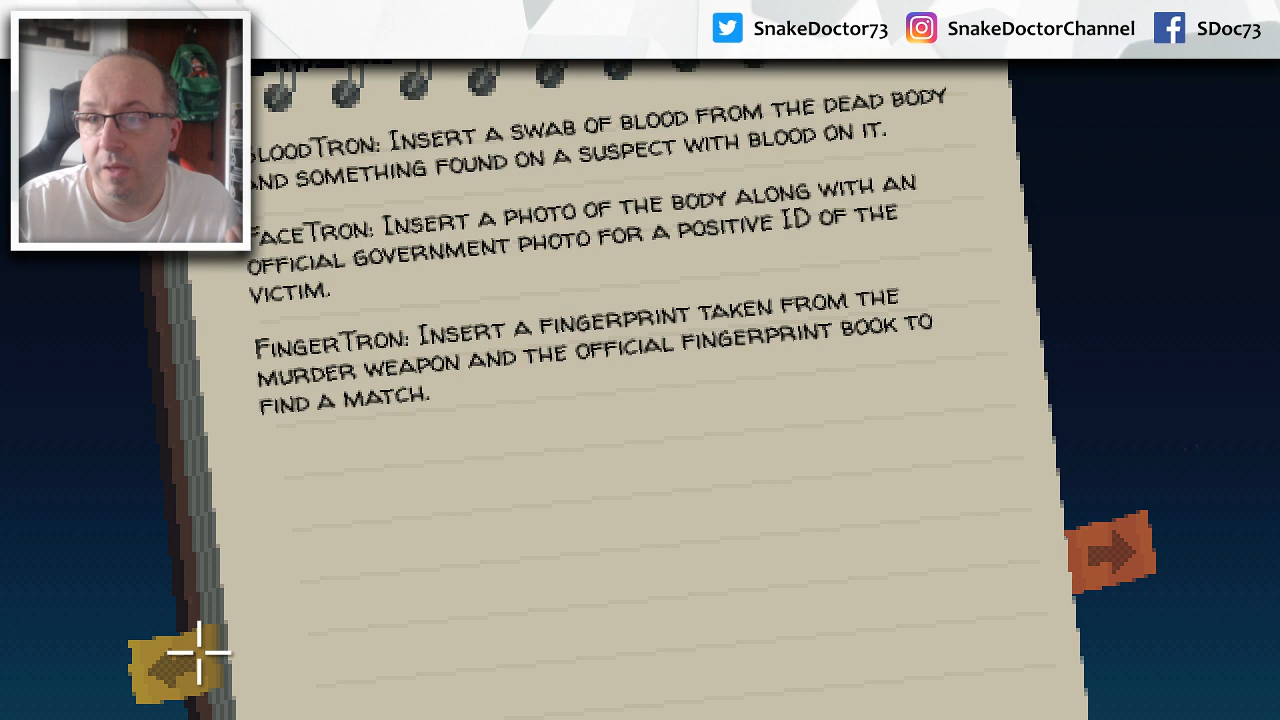 SnakeDoctor73 SnakeDoctorChannel SDoc73
BloodTron: Insert a swab of blood from the dead body
and something found on a suspect with blood on it.
FaceTron: Insert a photo of the body along with an
official government photo for a positive ID of the
victim.
FingerTron: Insert a fingerprint taken from the
murder weapon and the official fingerprint book to
find a match.